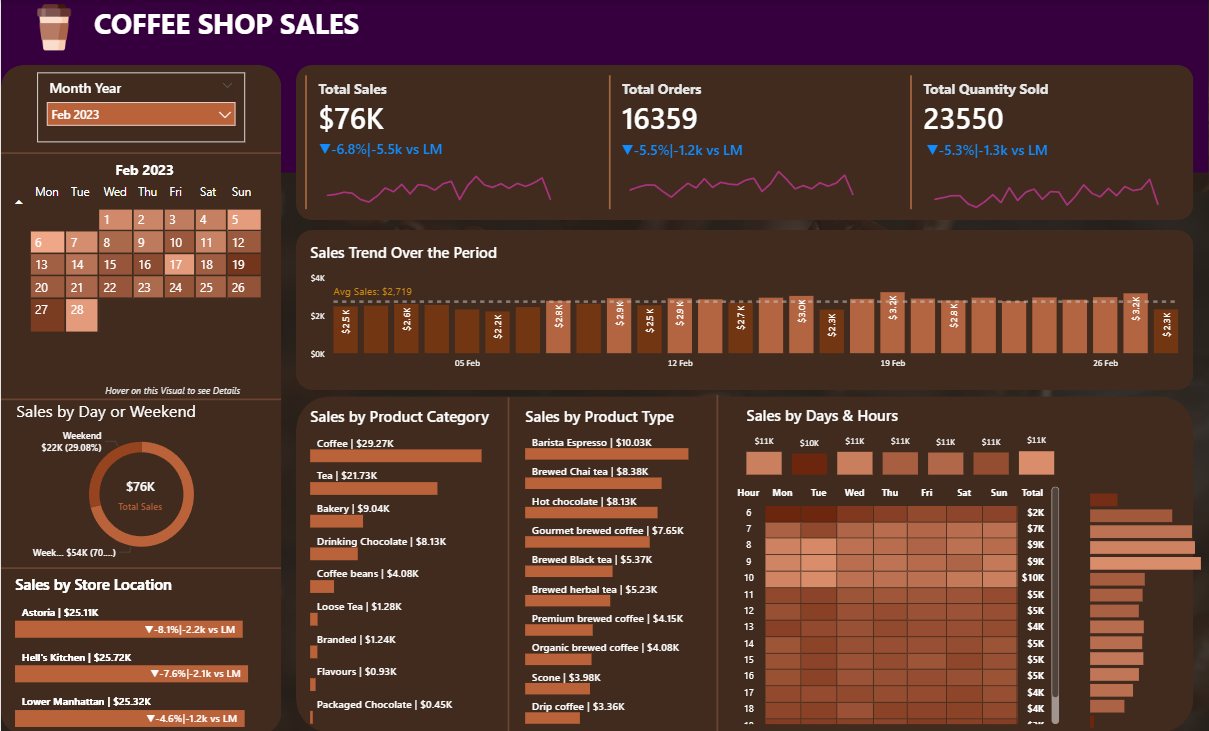 COFFEE SHOP SALES
Month Year
Feb 2023
Feb 2023
Mon Tue Wed Thu Fri Sat Sun
1 2 3 4 5
6 7 8 9 10 11 12
13 14 15 16 17 18 19
20 21 22 23 24 25 26
27 28
Hover on this Visual to see Details
Sales by Day or Weekend
Weekend
$22K (29.08%)
$76K
Total Sales
Week... $54K (70....)
Sales by Store Location
Astoria | $25.11K
▼-8.1%|-2.2k vs LM
Hell's Kitchen | $25.72K
▼-7.6%|-2.1k vs LM
Lower Manhattan | $25.32K
▼-4.6%|-1.2k vs LM
Total Sales
$76K
▼-6.8%|-5.5k vs LM
Total Orders
16359
▼-5.5%|-1.2k vs LM
Total Quantity Sold
23550
▼-5.3%|-1.3k vs LM
Sales Trend Over the Period
$4K
$2K
$0K
Avg Sales: $2,719
$2.5K $2.6K $2.2K $2.8K $2.9K $2.5K $2.9K $2.7K $3.0K $2.3K $3.2K $2.8K $3.2K $2.3K
05 Feb 12 Feb 19 Feb 26 Feb
Sales by Product Category
Coffee | $29.27K
Tea | $21.73K
Bakery | $9.04K
Drinking Chocolate | $8.13K
Coffee beans | $4.08K
Loose Tea | $1.28K
Branded | $1.24K
Flavours | $0.93K
Packaged Chocolate | $0.45K
Sales by Product Type
Barista Espresso | $10.03K
Brewed Chai tea | $8.38K
Hot chocolate | $8.13K
Gourmet brewed coffee | $7.65K
Brewed Black tea | $5.37K
Brewed herbal tea | $5.23K
Premium brewed coffee | $4.15K
Organic brewed coffee | $4.08K
Scone | $3.98K
Drip coffee | $3.36K
Sales by Days & Hours
$11K $10K $11K $11K $11K $11K $11K
Hour Mon Tue Wed Thu Fri Sat Sun Total
6 $2K
7 $7K
8 $9K
9 $9K
10 $10K
11 $5K
12 $5K
13 $4K
14 $5K
15 $5K
16 $5K
17 $4K
18 $4K